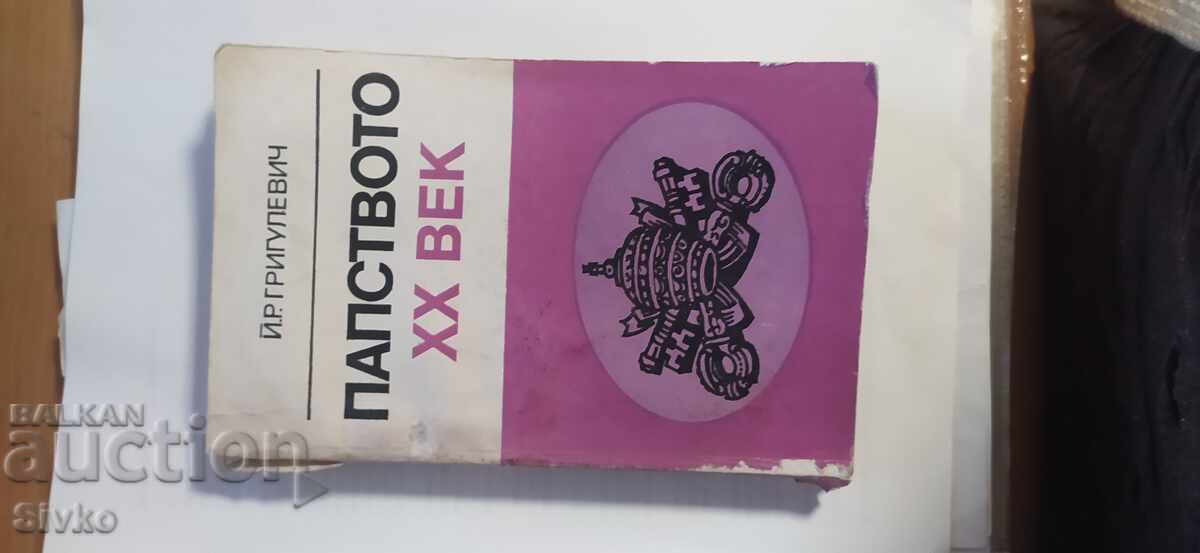 Й.Р. ГРИГУЛЕВИЧ
ПАПСТВОТО
XX ВЕК
BALKAN
auction
Sivko